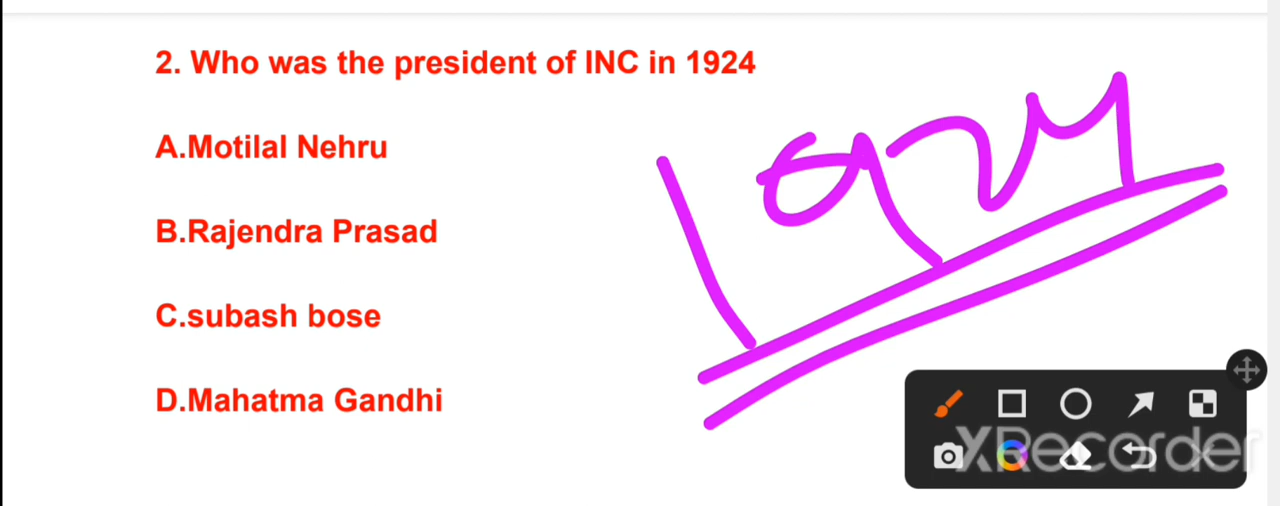 2. Who was the president of INC in 1924
A.Motilal Nehru
B.Rajendra Prasad
C.subash bose
D.Mahatma Gandhi
1924
XRecorder